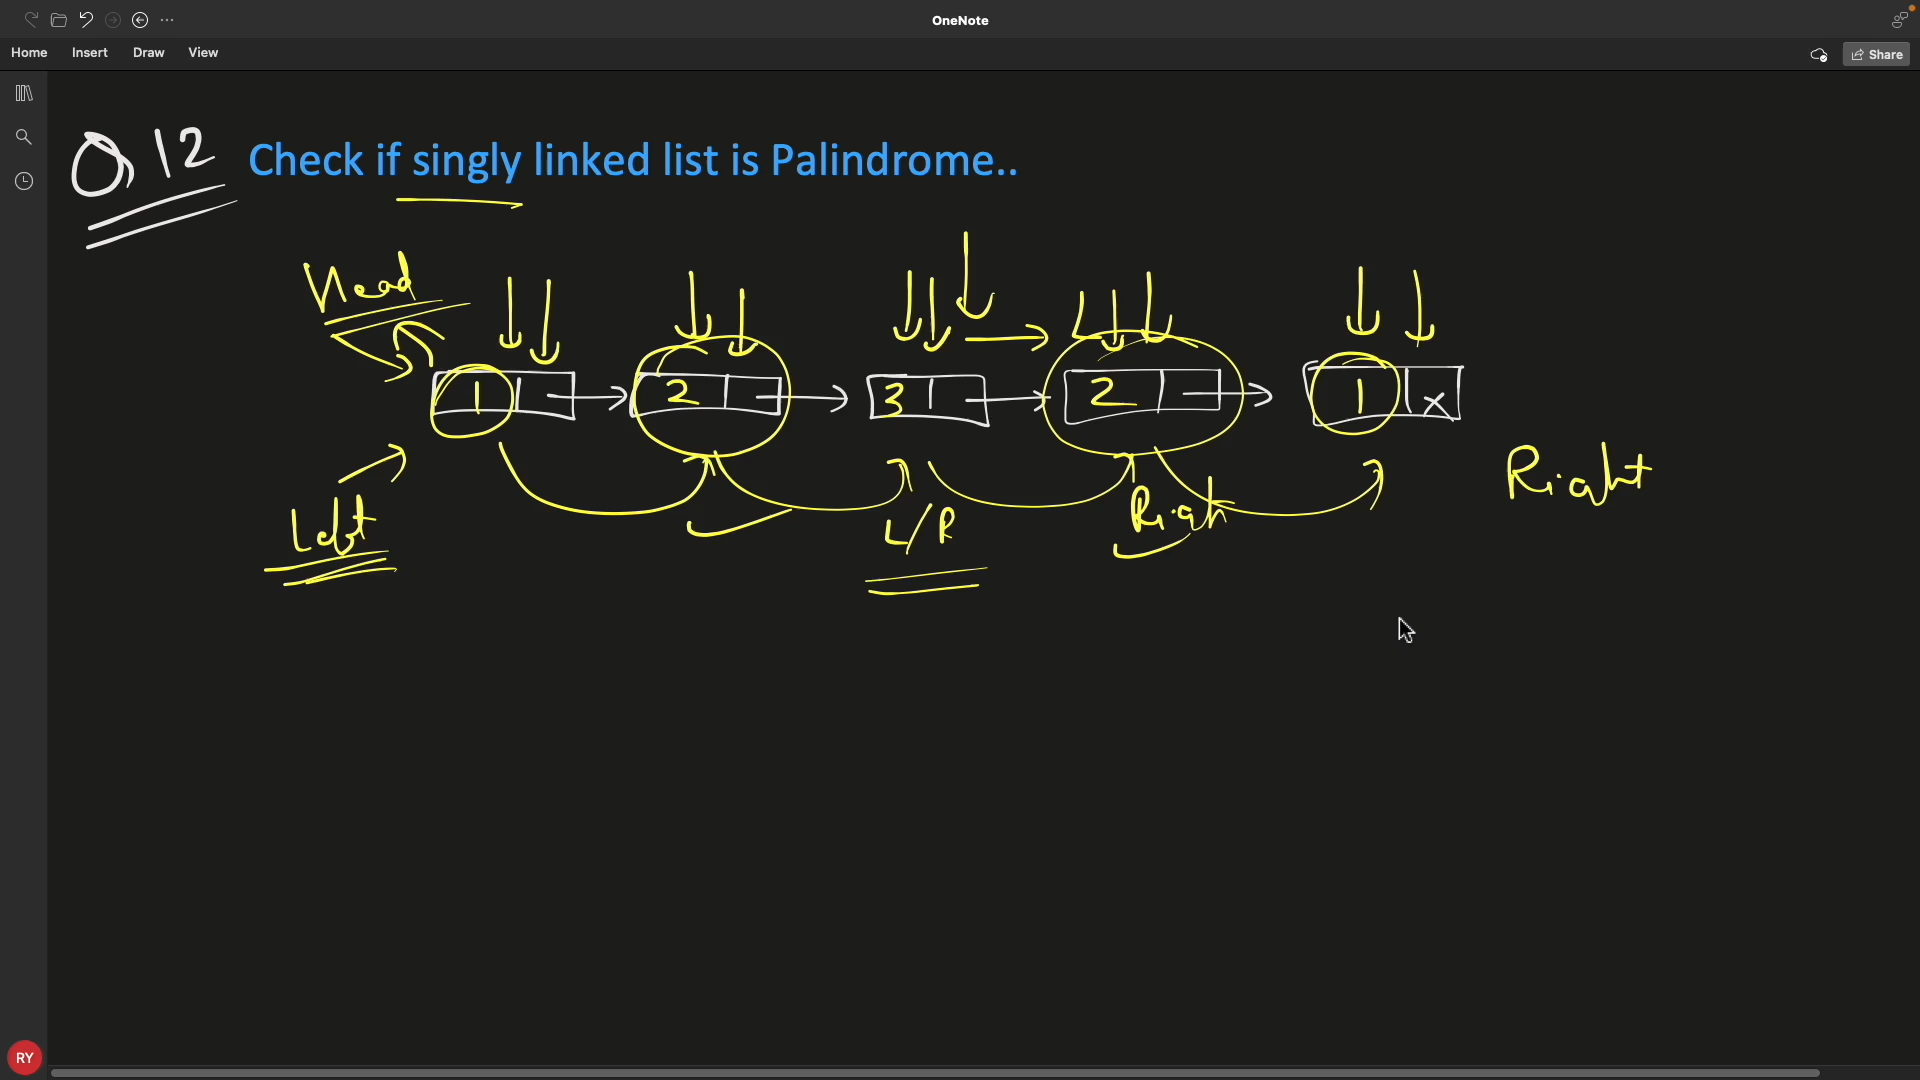 OneNote
Home Insert Draw View
Share
Q.12 Check if singly linked list is Palindrome..
Head
1 2 3 2 1 X
Right
Left L/R Righ
RY